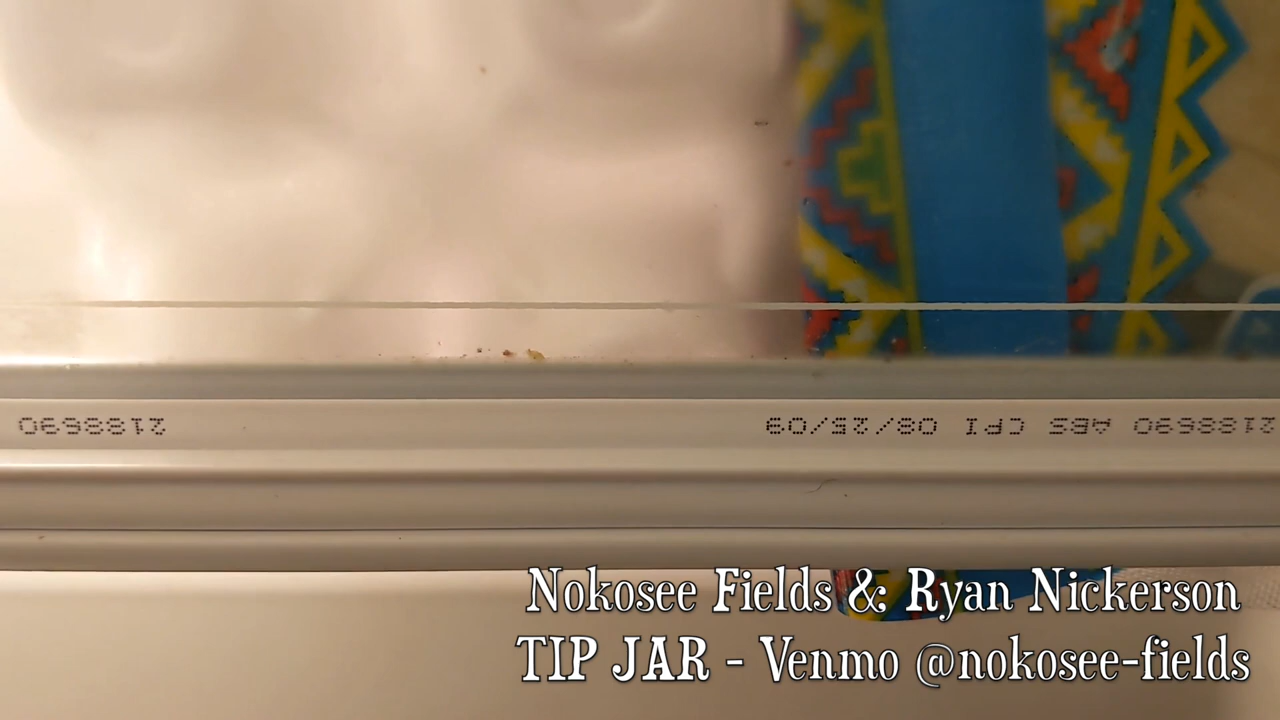 2188690 ABS CPI 08/25/09 2188690
Nokosee Fields & Ryan Nickerson
TIP JAR - Venmo @nokosee-fields